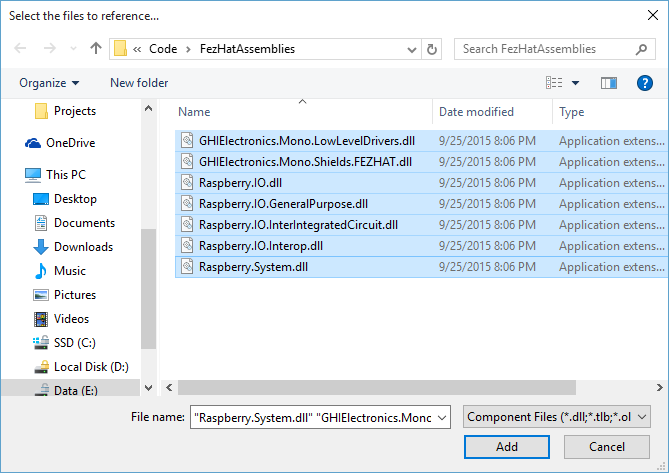 Select the files to reference...
« Code > FezHatAssemblies
Search FezHatAssemblies
Organize
New folder
Projects
OneDrive
This PC
Desktop
Documents
Downloads
Music
Pictures
Videos
SSD (C:)
Local Disk (D:)
Data (E:)
Name Date modified Type
GHIElectronics.Mono.LowLevelDrivers.dll 9/25/2015 8:06 PM Application extens...
GHIElectronics.Mono.Shields.FEZHAT.dll 9/25/2015 8:06 PM Application extens...
Raspberry.IO.dll 9/25/2015 8:06 PM Application extens...
Raspberry.IO.GeneralPurpose.dll 9/25/2015 8:06 PM Application extens...
Raspberry.IO.InterIntegratedCircuit.dll 9/25/2015 8:06 PM Application extens...
Raspberry.IO.Interop.dll 9/25/2015 8:06 PM Application extens...
Raspberry.System.dll 9/25/2015 8:06 PM Application extens...
File name: "Raspberry.System.dll" "GHIElectronics.Mono
Component Files (*.dll;*.tlb;*.ol
Add
Cancel